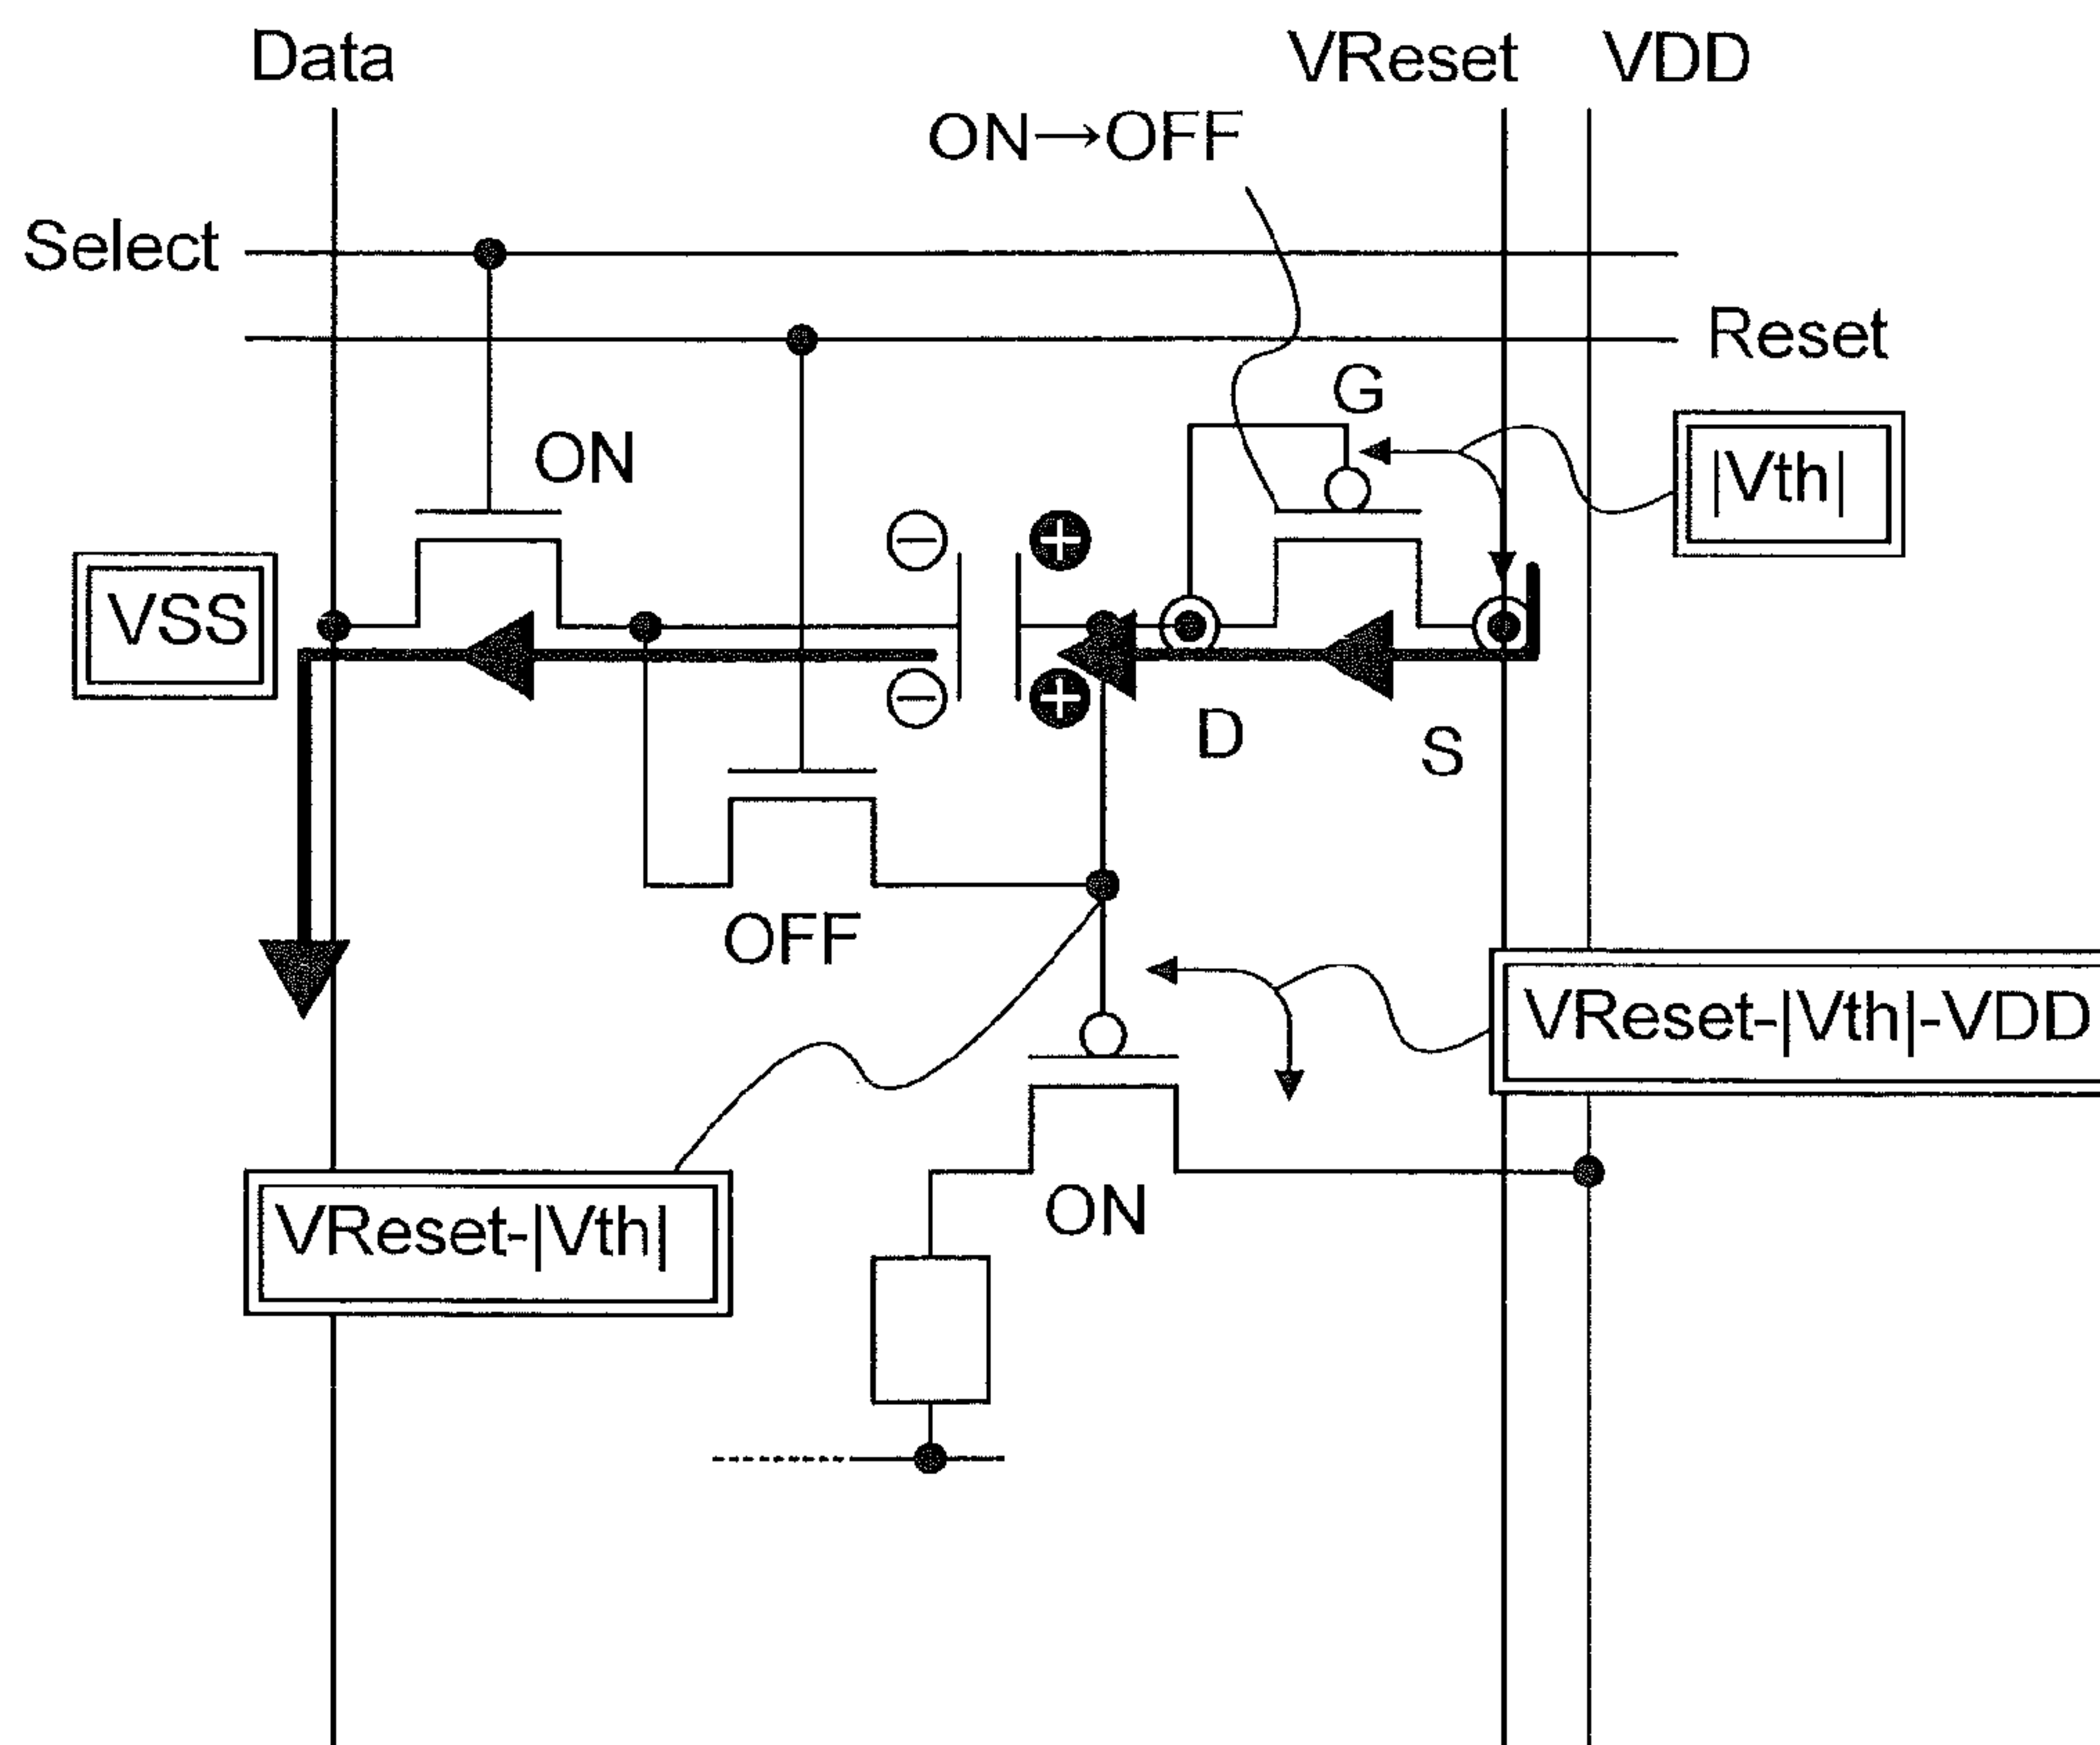 Data
VReset
VDD
ON→OFF
Select
Reset
G
ON
|Vth|
VSS
D
S
OFF
VReset-|Vth|-VDD
ON
VReset-|Vth|